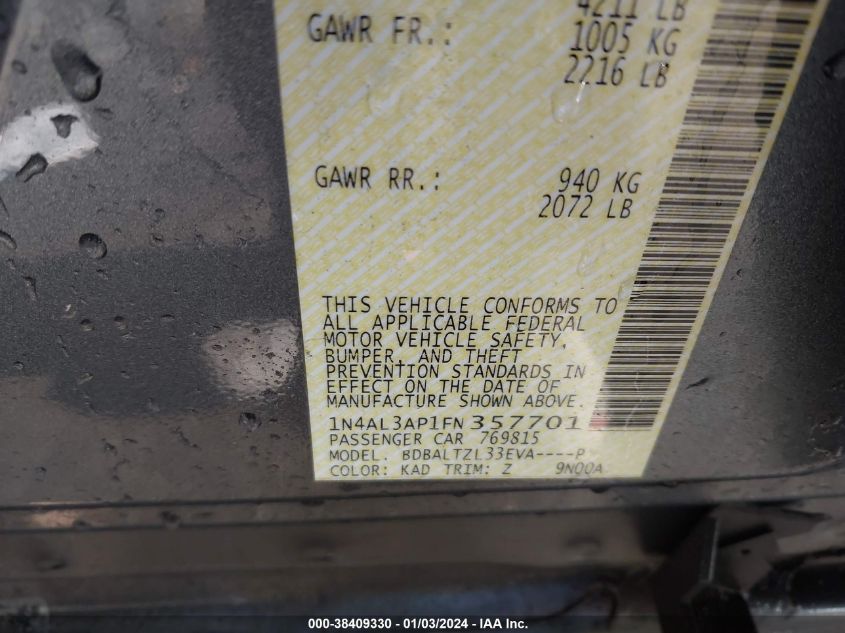 4211 LB
GAWR FR.: 1005 KG
2216 LB
GAWR RR.: 940 KG
2072 LB
THIS VEHICLE CONFORMS TO
ALL APPLICABLE FEDERAL
MOTOR VEHICLE SAFETY,
BUMPER, AND THEFT
PREVENTION STANDARDS IN
EFFECT ON THE DATE OF
MANUFACTURE SHOWN ABOVE.
1N4AL3AP1FN357701
PASSENGER CAR 769815
MODEL. BDBALTZL33EVA----P
COLOR: KAD TRIM: Z 9N00A
000-38409330 - 01/03/2024 - IAA Inc.